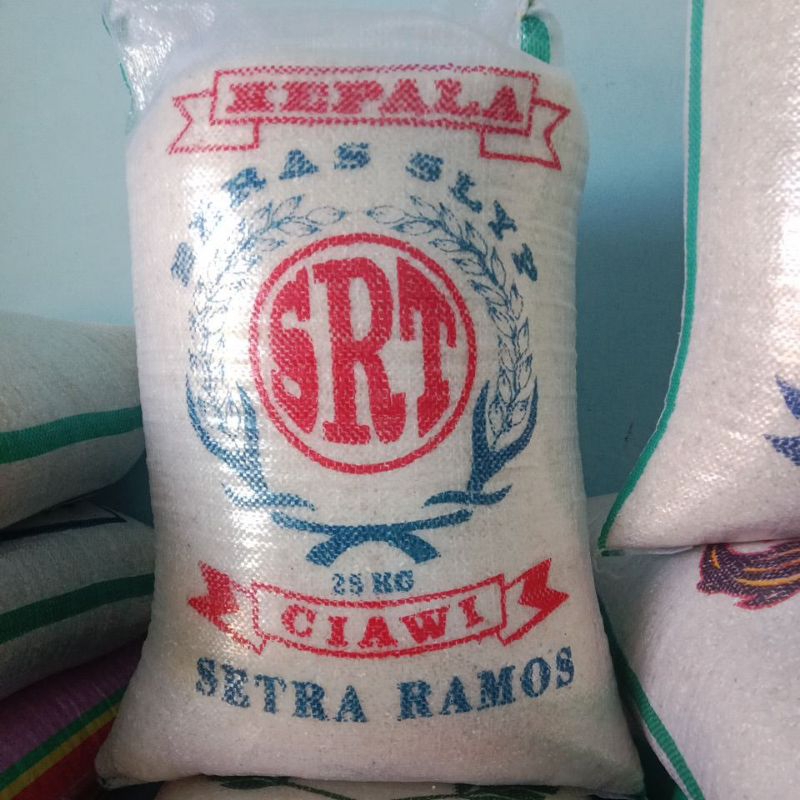 KEPALA
BERAS SLYP
SRT
25 KG
CIAWI
SETRA RAMOS